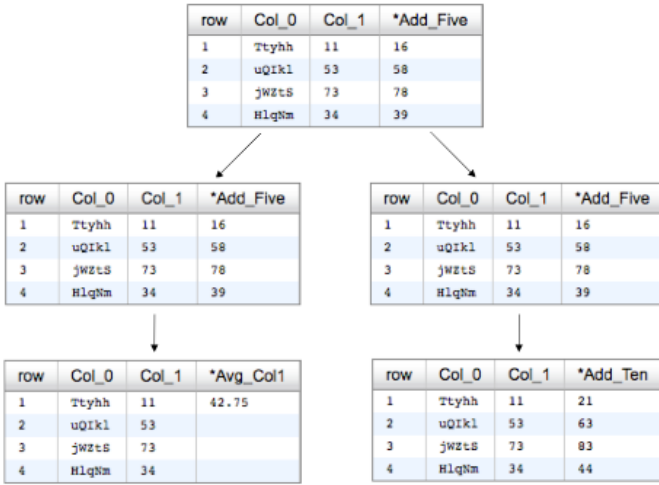 row Col_0 Col_1 *Add_Five
1 Ttyhh 11 16
2 uQIkl 53 58
3 jWZtS 73 78
4 HlqNm 34 39
row Col_0 Col_1 *Add_Five
1 Ttyhh 11 16
2 uQIkl 53 58
3 jWZtS 73 78
4 HlqNm 34 39
row Col_0 Col_1 *Add_Five
1 Ttyhh 11 16
2 uQIkl 53 58
3 jWZtS 73 78
4 HlqNm 34 39
row Col_0 Col_1 *Avg_Col1
1 Ttyhh 11 42.75
2 uQIkl 53
3 jWZtS 73
4 HlqNm 34
row Col_0 Col_1 *Add_Ten
1 Ttyhh 11 21
2 uQIkl 53 63
3 jWZtS 73 83
4 HlqNm 34 44